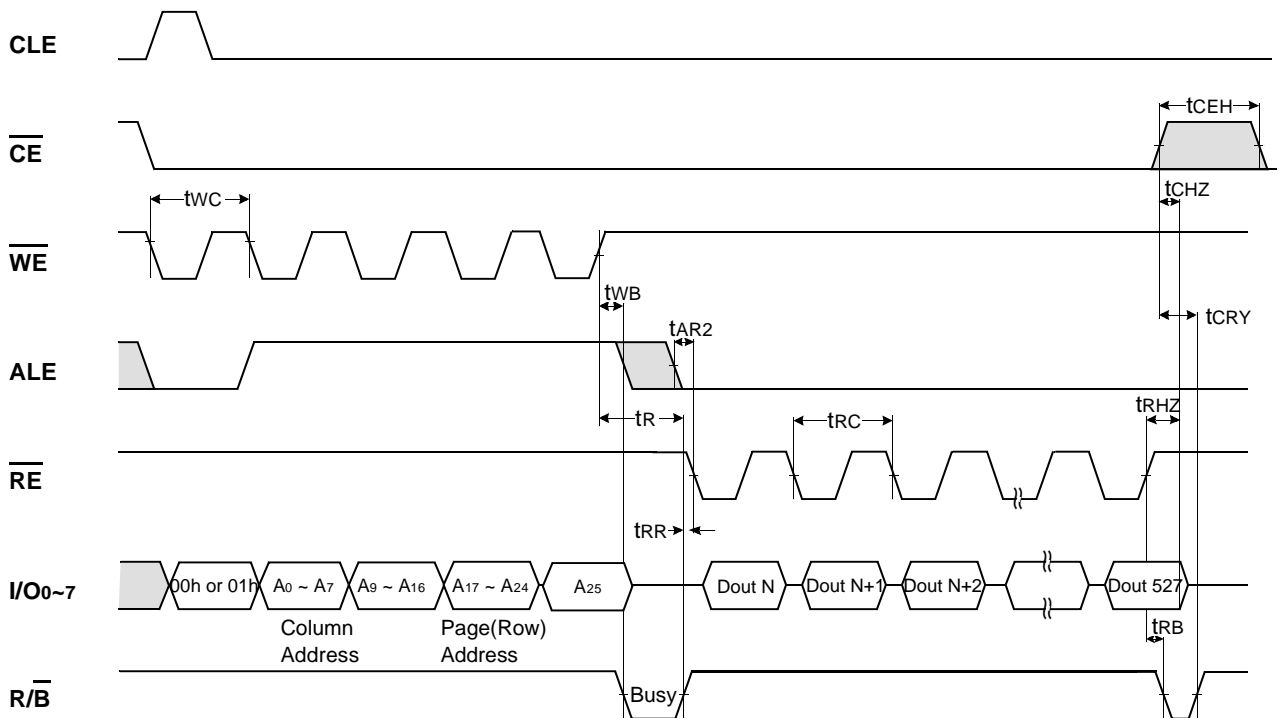 CLE
tCEH
CE
tCHZ
tWC
WE
tWB
tCRY
tAR2
ALE
tR
tRC
tRHZ
RE
tRR
I/O0~7
00h or 01h
A0 ~ A7
A9 ~ A16
A17 ~ A24
A25
Dout N
Dout N+1
Dout N+2
Dout 527
Column
Address
Page(Row)
Address
tRB
R/B
Busy